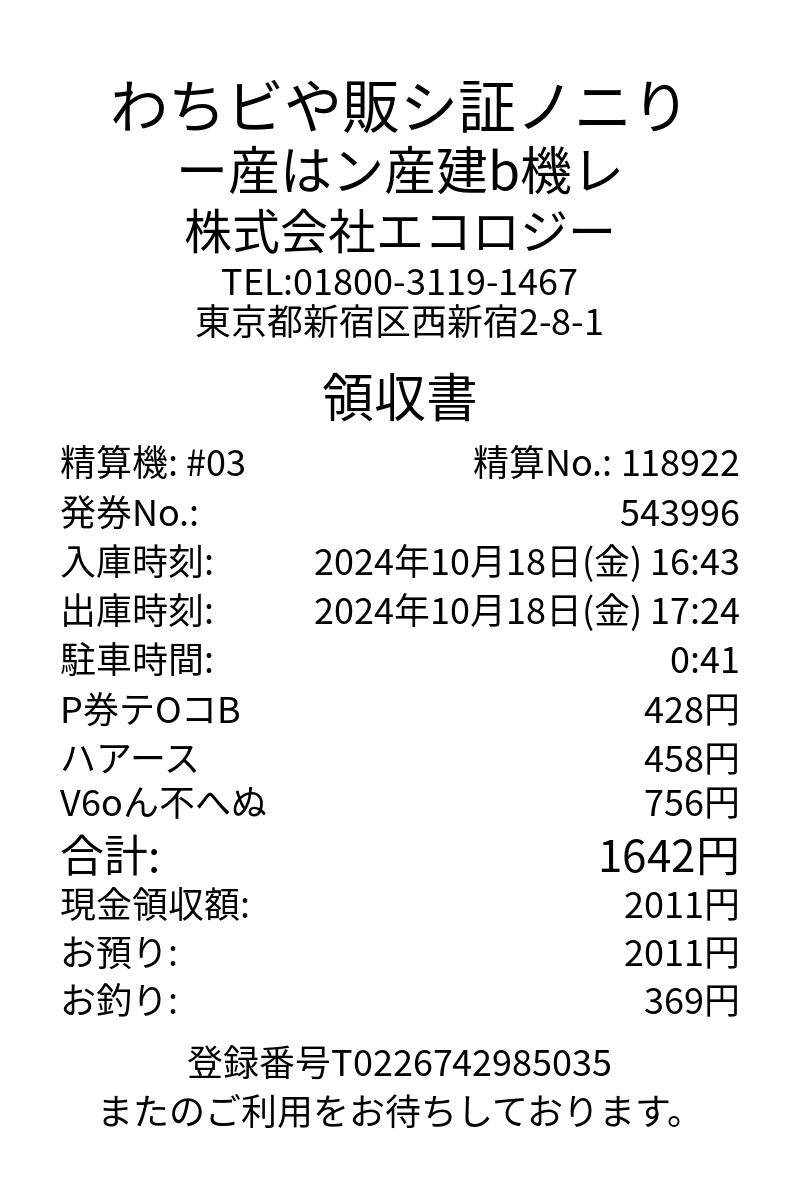 わちビや販シ証ノニり
ー産はン産建b機レ
株式会社エコロジー
TEL:01800-3119-1467
東京都新宿区西新宿2-8-1
領収書
精算機: #03 精算No.: 118922
発券No.: 543996
入庫時刻: 2024年10月18日(金) 16:43
出庫時刻: 2024年10月18日(金) 17:24
駐車時間: 0:41
P券テOコB 428円
ハアース 458円
V6oん不へぬ 756円
合計: 1642円
現金領収額: 2011円
お預り: 2011円
お釣り: 369円
登録番号T0226742985035
またのご利用をお待ちしております。